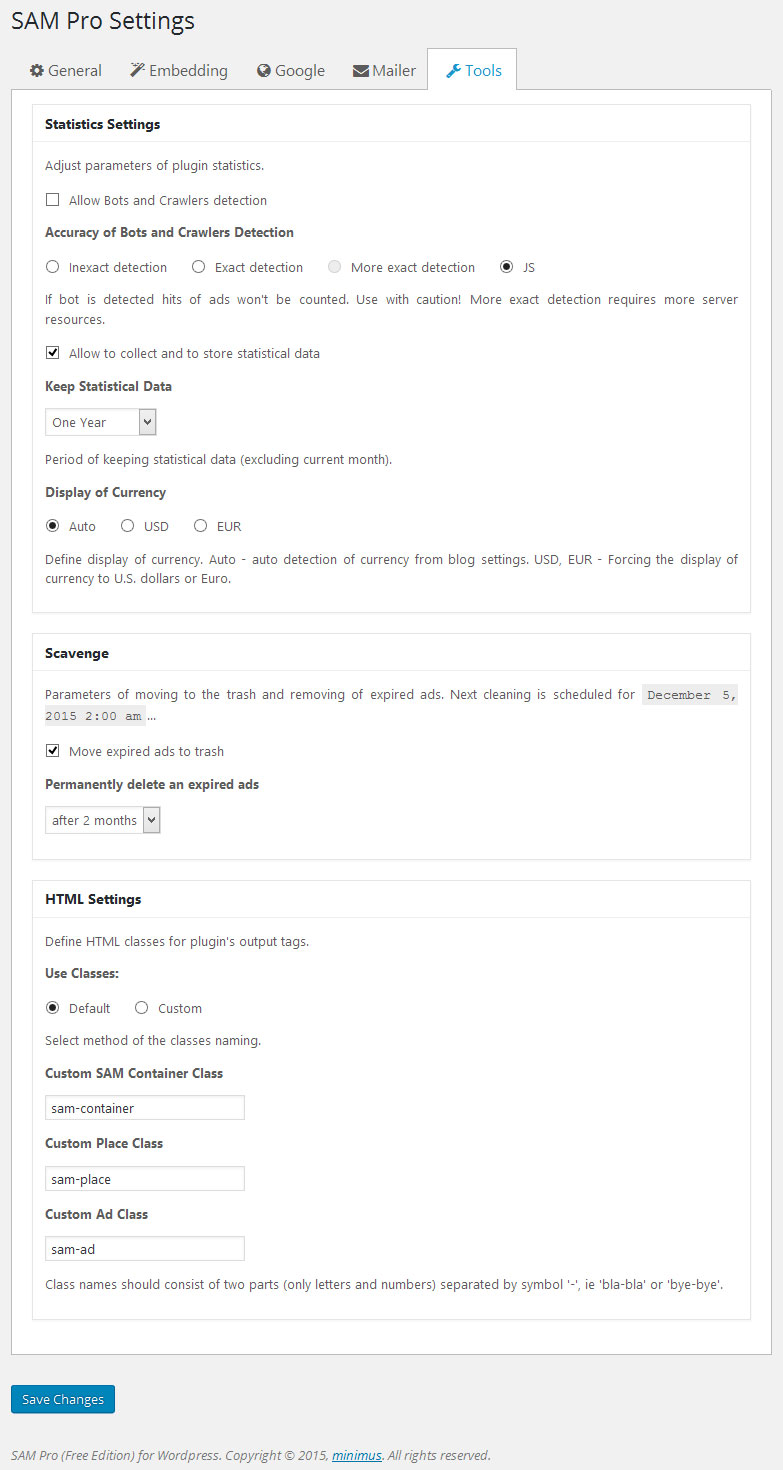 SAM Pro Settings
General Embedding Google Mailer Tools
Statistics Settings
Adjust parameters of plugin statistics.
Allow Bots and Crawlers detection
Accuracy of Bots and Crawlers Detection
Inexact detection Exact detection More exact detection JS
If bot is detected hits of ads won't be counted. Use with caution! More exact detection requires more server
resources.
Allow to collect and to store statistical data
Keep Statistical Data
One Year
Period of keeping statistical data (excluding current month).
Display of Currency
Auto USD EUR
Define display of currency. Auto - auto detection of currency from blog settings. USD, EUR - Forcing the display of
currency to U.S. dollars or Euro.
Scavenge
Parameters of moving to the trash and removing of expired ads. Next cleaning is scheduled for December 5,
2015 2:00 am ...
Move expired ads to trash
Permanently delete an expired ads
after 2 months
HTML Settings
Define HTML classes for plugin's output tags.
Use Classes:
Default Custom
Select method of the classes naming.
Custom SAM Container Class
sam-container
Custom Place Class
sam-place
Custom Ad Class
sam-ad
Class names should consist of two parts (only letters and numbers) separated by symbol '-', ie 'bla-bla' or 'bye-bye'.
Save Changes
SAM Pro (Free Edition) for Wordpress. Copyright © 2015, minimus. All rights reserved.